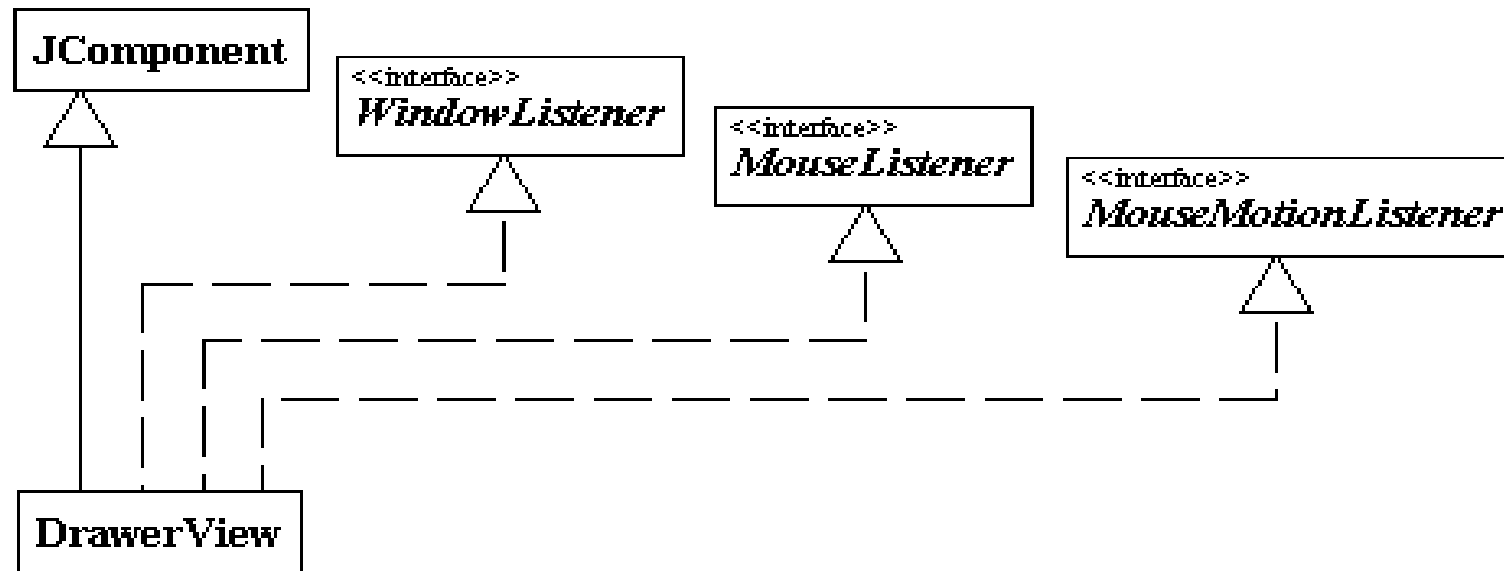 JComponent
<<interface>>
WindowListener
<<interface>>
MouseListener
<<interface>>
MouseMotionListener
DrawerView